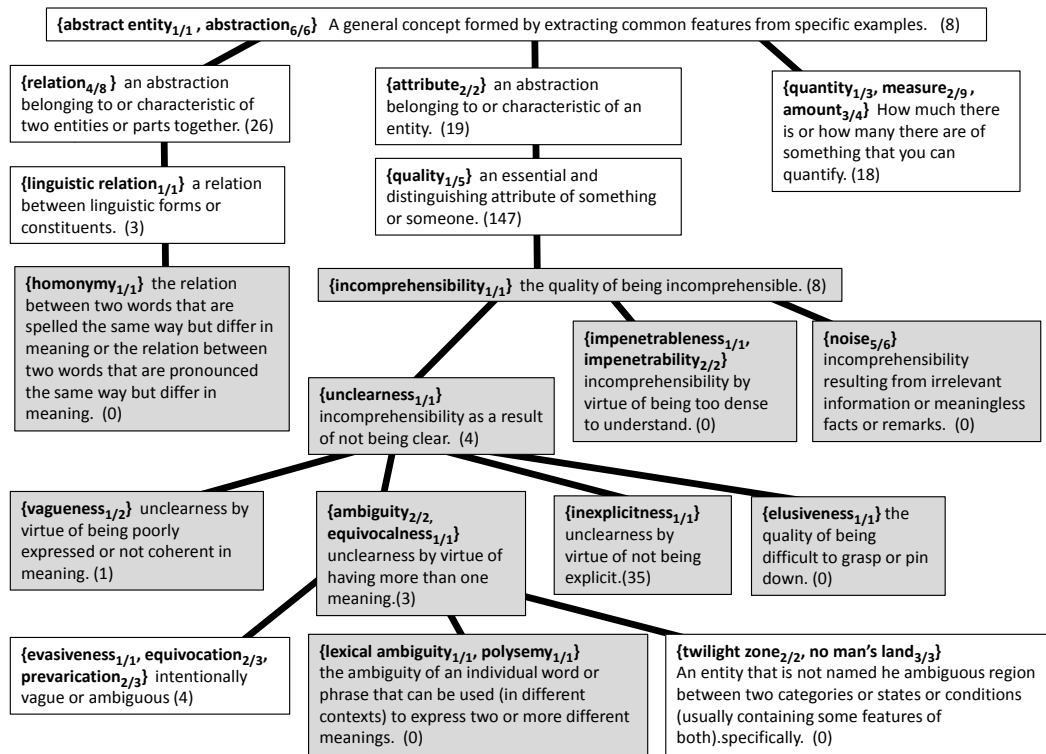 {abstract entity1/1 , abstraction6/6} A general concept formed by extracting common features from specific examples. (8)
{relation4/8} an abstraction
belonging to or characteristic of
two entities or parts together. (26)
{attribute2/2} an abstraction
belonging to or characteristic of an
entity. (19)
{quantity1/3, measure2/9 ,
amount3/4} How much there
is or how many there are of
something that you can
quantify. (18)
{linguistic relation1/1} a relation
between linguistic forms or
constituents. (3)
{quality1/5} an essential and
distinguishing attribute of something
or someone. (147)
{homonymy1/1} the relation
between two words that are
spelled the same way but differ in
meaning or the relation between
two words that are pronounced
the same way but differ in
meaning. (0)
{incomprehensibility1/1} the quality of being incomprehensible. (8)
{impenetrableness1/1,
impenetrability2/2}
incomprehensibility by
virtue of being too dense
to understand. (0)
{noise5/6}
incomprehensibility
resulting from irrelevant
information or meaningless
facts or remarks. (0)
{unclearness1/1}
incomprehensibility as a result
of not being clear. (4)
{vagueness1/2} unclearness by
virtue of being poorly
expressed or not coherent in
meaning. (1)
{ambiguity2/2,
equivocalness1/1}
unclearness by virtue of
having more than one
meaning.(3)
{inexplicitness1/1}
unclearness by
virtue of not being
explicit.(35)
{elusiveness1/1} the
quality of being
difficult to grasp or pin
down. (0)
{evasiveness1/1, equivocation2/3,
prevarication2/3} intentionally
vague or ambiguous (4)
{lexical ambiguity1/1, polysemy1/1}
the ambiguity of an individual word or
phrase that can be used (in different
contexts) to express two or more different
meanings. (0)
{twilight zone2/2, no man's land3/3}
An entity that is not named he ambiguous region
between two categories or states or conditions
(usually containing some features of
both).specifically. (0)